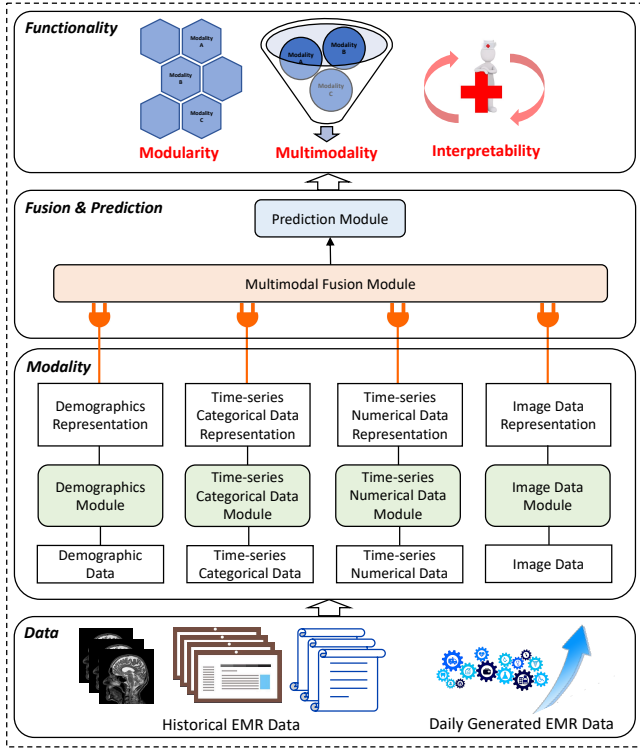 Functionality
Modality
A
Modality
B
Modality
C
Modality
A
Modality
B
Modality
C
Modularity
Multimodality
Interpretability
Fusion & Prediction
Prediction Module
Multimodal Fusion Module
Modality
Demographics
Representation
Time-series
Categorical Data
Representation
Time-series
Numerical Data
Representation
Image Data
Representation
Demographics
Module
Time-series
Categorical Data
Module
Time-series
Numerical Data
Module
Image Data
Module
Demographic
Data
Time-series
Categorical Data
Time-series
Numerical Data
Image Data
Data
Historical EMR Data
Daily Generated EMR Data